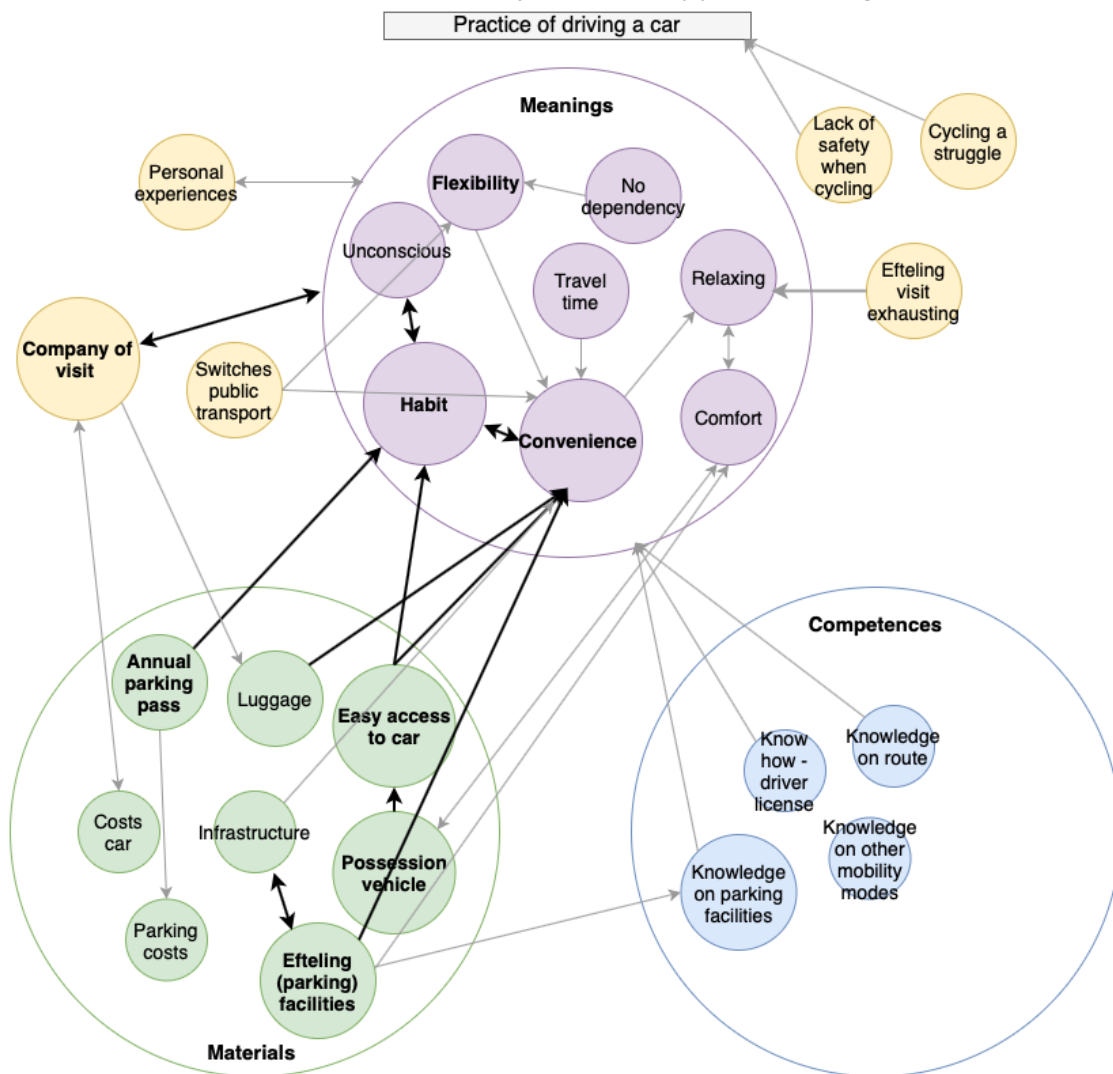 Practice of driving a car
Meanings
Lack of
safety
when
cycling
Cycling a
struggle
Personal
experiences
Flexibility
No
dependency
Unconscious
Travel
time
Relaxing
Efteling
visit
exhausting
Company of
visit
Switches
public
transport
Habit
Convenience
Comfort
Annual
parking
pass
Luggage
Easy access
to car
Competences
Know
how -
driver
license
Knowledge
on route
Costs
car
Infrastructure
Possession
vehicle
Knowledge
on other
mobility
modes
Knowledge
on parking
facilities
Parking
costs
Efteling
(parking)
facilities
Materials